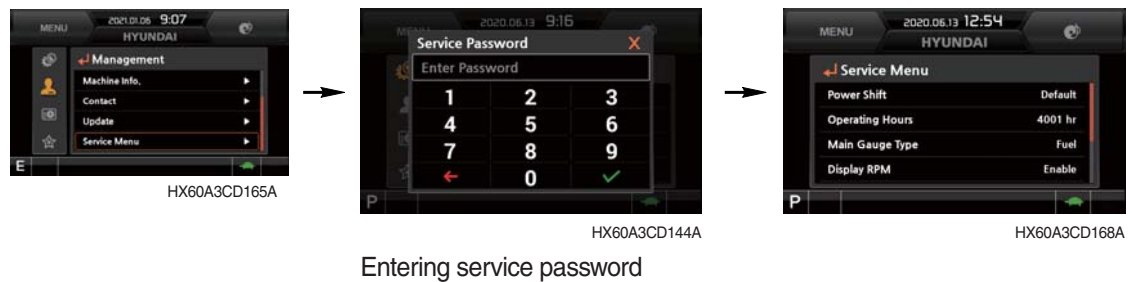 MENU
2021.01.06 9:07
HYUNDAI
Management
Machine Info.
Contact
Update
Service Menu
E
HX60A3CD165A
2020.06.13 9:16
Service Password X
Enter Password
1 2 3
4 5 6
7 8 9
0
P
HX60A3CD144A
Entering service password
MENU
2020.06.13 12:54
HYUNDAI
Service Menu
Power Shift Default
Operating Hours 4001 hr
Main Gauge Type Fuel
Display RPM Enable
P
HX60A3CD168A